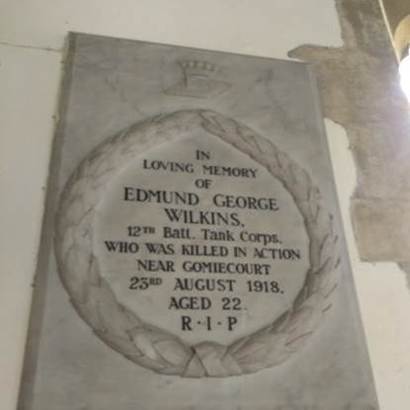 IN
LOVING MEMORY
OF
EDMUND GEORGE
WILKINS,
12TH Batt. Tank Corps,
WHO WAS KILLED IN ACTION
NEAR GOMIECOURT
23RD AUGUST 1918,
AGED 22.
R·I·P